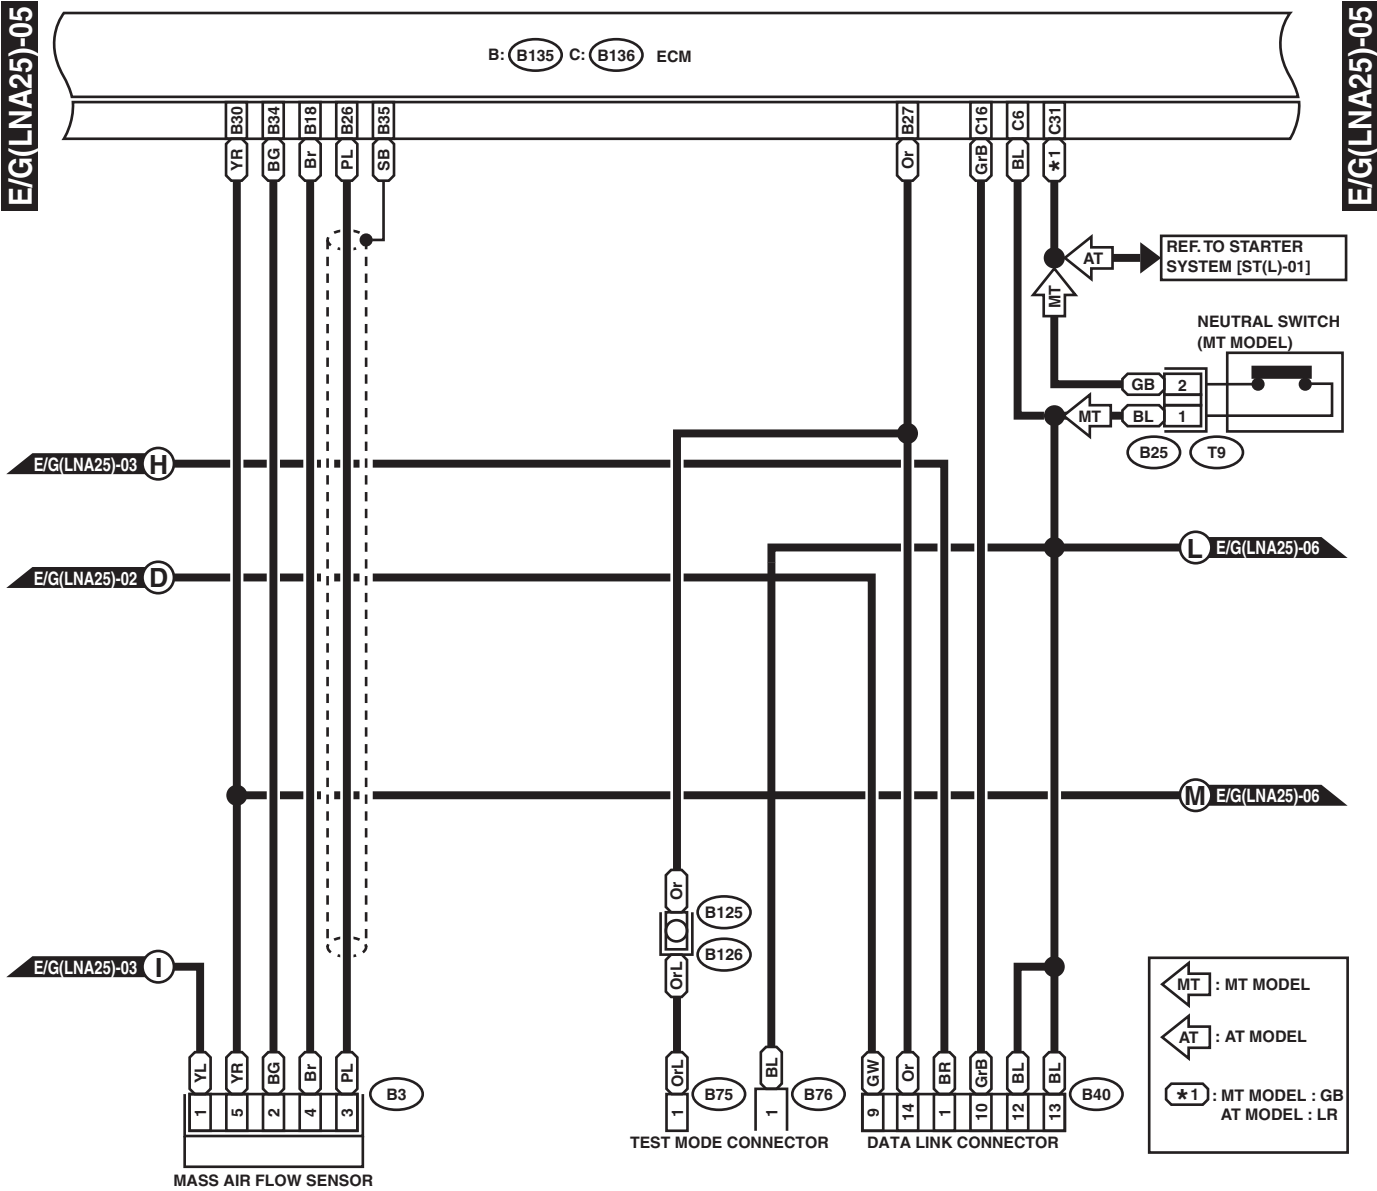 E/G(LNA25)-05
E/G(LNA25)-05
B: B135 C: B136 ECM
B30 B34 B18 B26 B35 B27 C16 C6 C31
YR BG Br PL SB Or GrB BL *1
AT
REF. TO STARTER
SYSTEM [ST(L)-01]
MT
NEUTRAL SWITCH
(MT MODEL)
GB 2
MT BL 1
B25 T9
E/G(LNA25)-03 H
L E/G(LNA25)-06
E/G(LNA25)-02 D
M E/G(LNA25)-06
Or
B125
B126
OrL
E/G(LNA25)-03 I
MT : MT MODEL
AT : AT MODEL
*1 : MT MODEL : GB
AT MODEL : LR
YL YR BG Br PL OrL BL GW Or BR GrB BL BL
B3 B75 B76 B40
1 5 2 4 3 1 1 9 14 1 10 12 13
TEST MODE CONNECTOR DATA LINK CONNECTOR
MASS AIR FLOW SENSOR